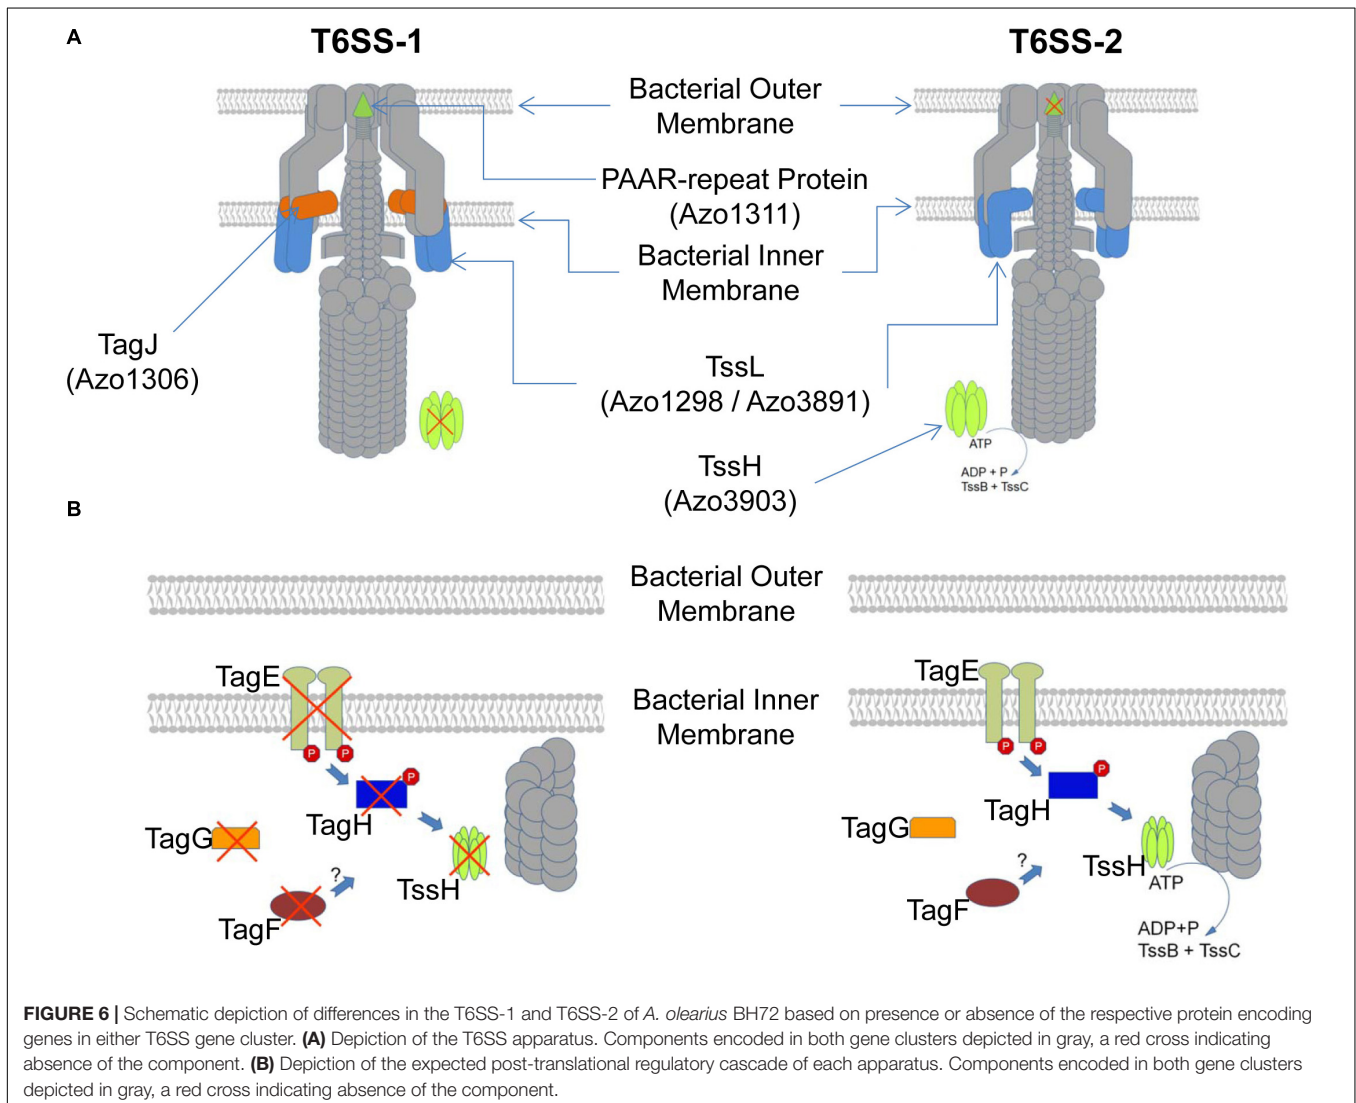 A
T6SS-1
T6SS-2
Bacterial Outer
Membrane
PAAR-repeat Protein
(Azo1311)
Bacterial Inner
Membrane
TagJ
(Azo1306)
TssL
(Azo1298 / Azo3891)
TssH
(Azo3903)
ATP
ADP + P
TssB + TssC
B
Bacterial Outer
Membrane
Bacterial Inner
Membrane
TagE
P
P
P
TagH
TagG
TssH
?
TagF
TagE
P
P
P
TagH
TagG
TssH
?
ATP
TagF
ADP+P
TssB + TssC
FIGURE 6 | Schematic depiction of differences in the T6SS-1 and T6SS-2 of A. olearius BH72 based on presence or absence of the respective protein encoding
genes in either T6SS gene cluster. (A) Depiction of the T6SS apparatus. Components encoded in both gene clusters depicted in gray, a red cross indicating
absence of the component. (B) Depiction of the expected post-translational regulatory cascade of each apparatus. Components encoded in both gene clusters
depicted in gray, a red cross indicating absence of the component.